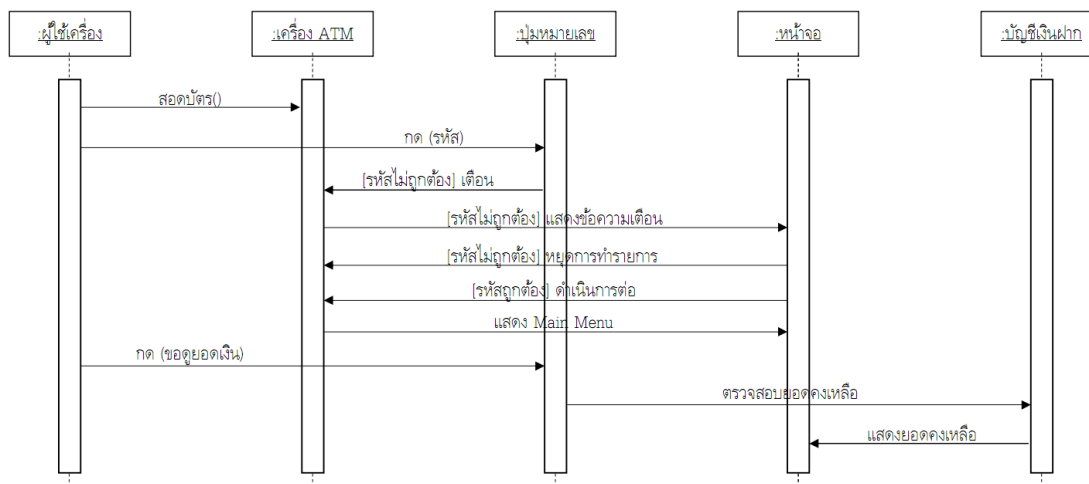 :ผู้ใช้เครื่อง
:เครื่อง ATM
:ปุ่มหมายเลข
:หน้าจอ
:บัญชีเงินฝาก
สอดบัตร()
กด (รหัส)
[รหัสไม่ถูกต้อง] เตือน
[รหัสไม่ถูกต้อง] แสดงข้อความเตือน
[รหัสไม่ถูกต้อง] หยุดการทำรายการ
[รหัสถูกต้อง] ดำเนินการต่อ
แสดง Main Menu
กด (ขอดูยอดเงิน)
ตรวจสอบยอดคงเหลือ
แสดงยอดคงเหลือ